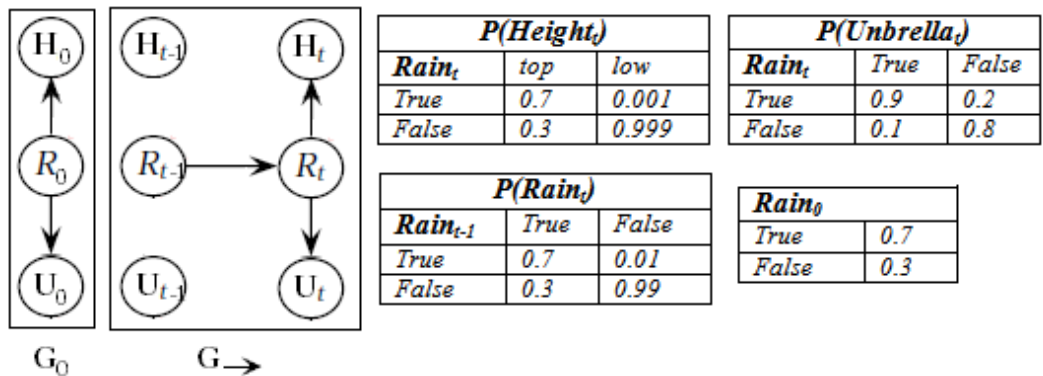 H0 Ht-1 Ht
R0 Rt-1 Rt
U0 Ut-1 Ut
G0 G
P(Heightt)
Raint top low
True 0.7 0.001
False 0.3 0.999
P(Unbrellat)
Raint True False
True 0.9 0.2
False 0.1 0.8
P(Raint)
Raint-1 True False
True 0.7 0.01
False 0.3 0.99
Rain0
True 0.7
False 0.3